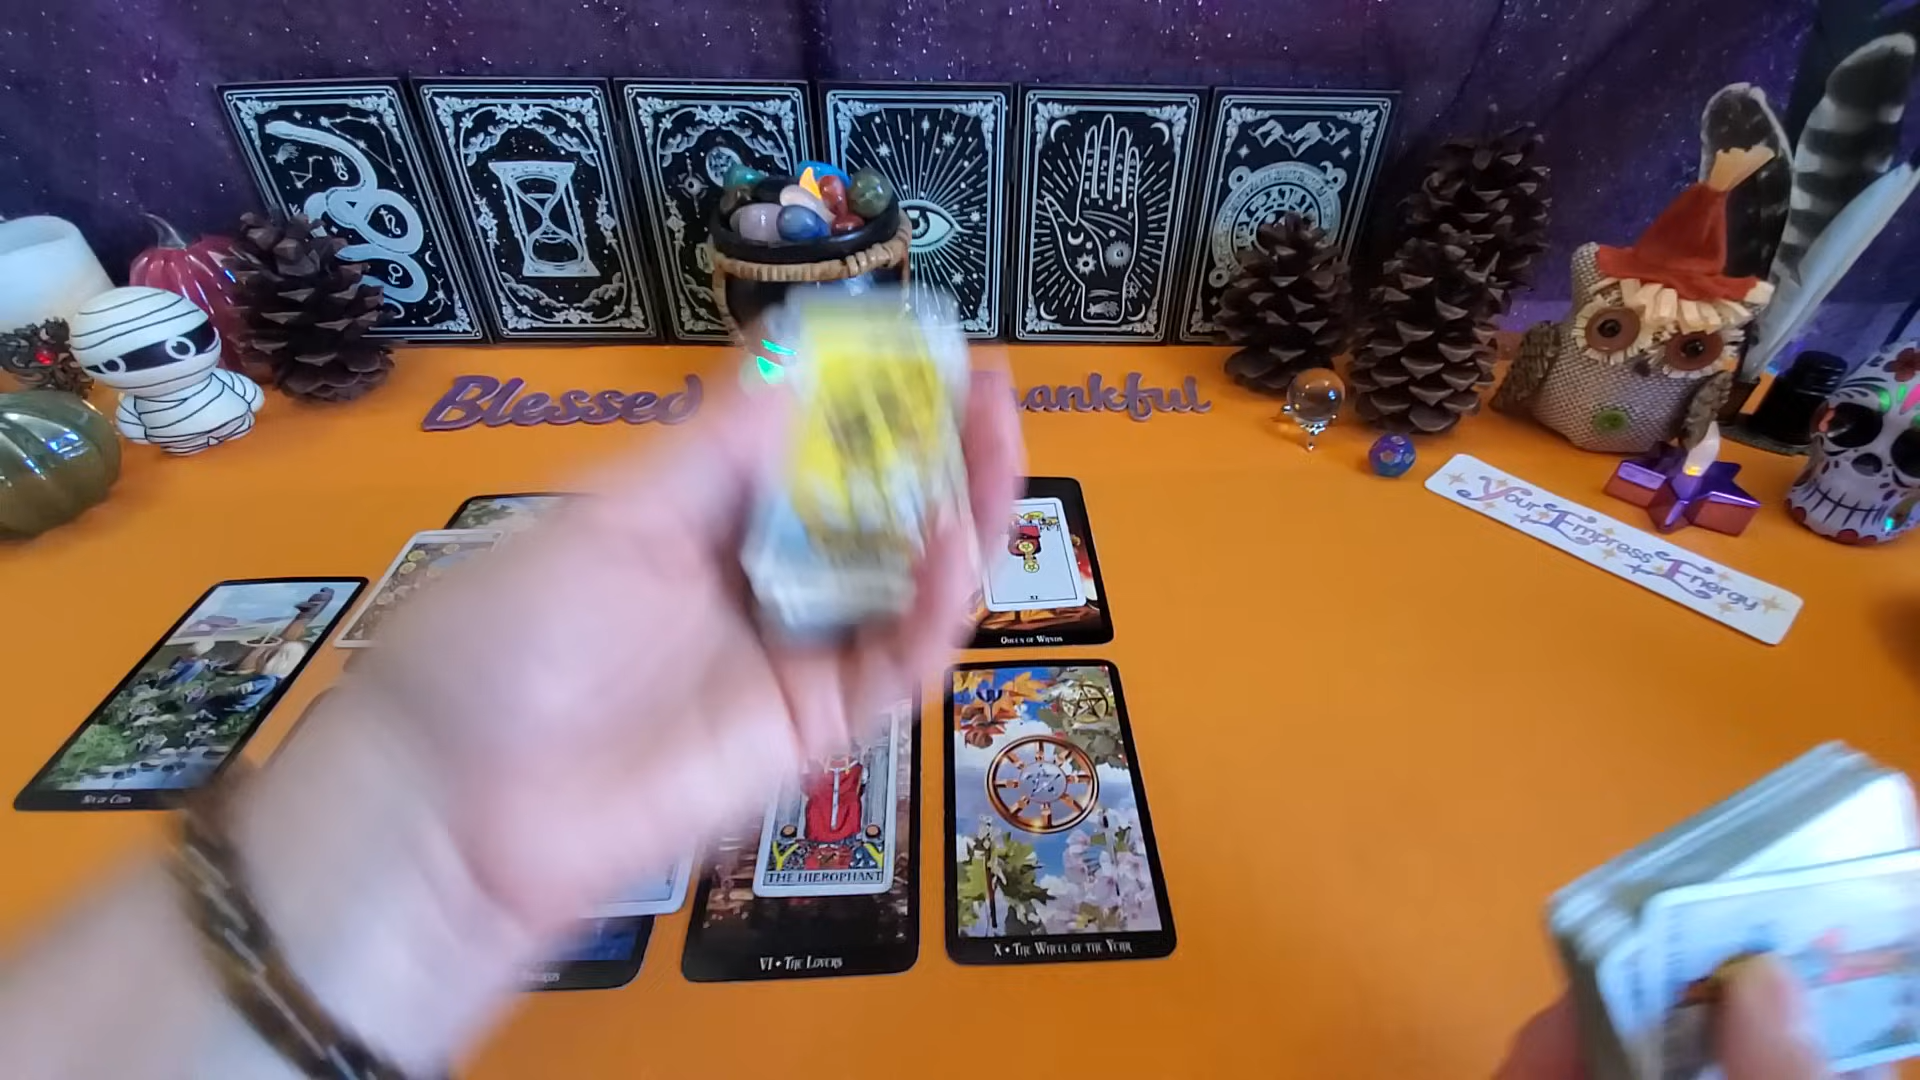 Blessed
Thankful
Your Empress Energy
Queen of Wands
Six of Cups
THE HIEROPHANT
VI • The Lovers
X • The Wheel of the Year